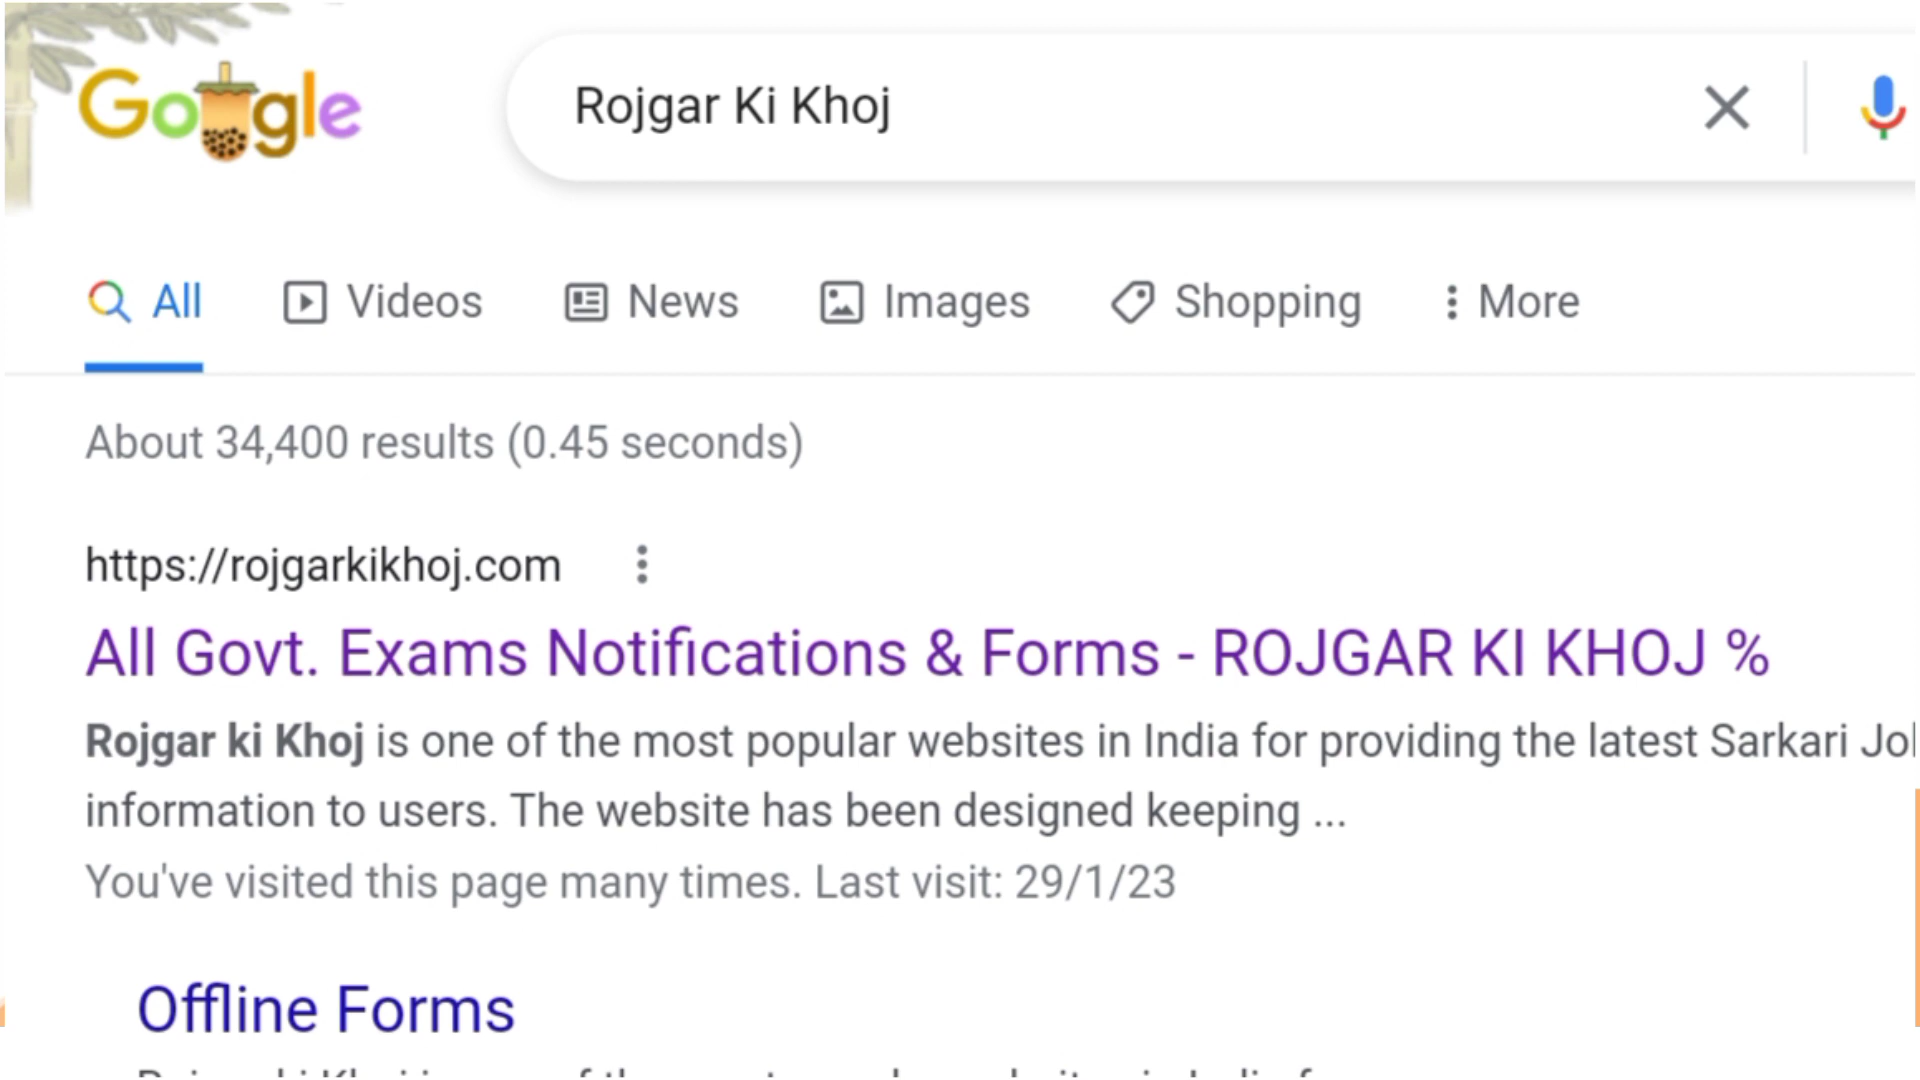 Google
Rojgar Ki Khoj
All Videos News Images Shopping More
About 34,400 results (0.45 seconds)
https://rojgarkikhoj.com
All Govt. Exams Notifications & Forms - ROJGAR KI KHOJ %
Rojgar ki Khoj is one of the most popular websites in India for providing the latest Sarkari
information to users. The website has been designed keeping ...
You've visited this page many times. Last visit: 29/1/23
Offline Forms